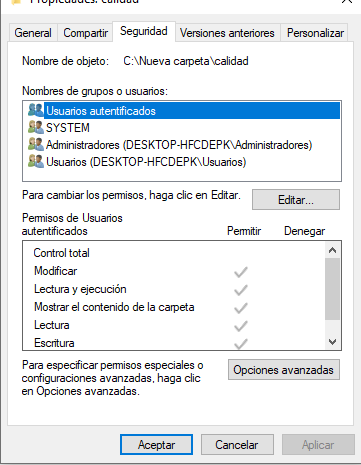 Propiedades: calidad
General
Compartir
Seguridad
Versiones anteriores
Personalizar
Nombre de objeto: C:\Nueva carpeta\calidad
Nombres de grupos o usuarios:
Usuarios autentificados
SYSTEM
Administradores (DESKTOP-HFCDEPK\Administradores)
Usuarios (DESKTOP-HFCDEPK\Usuarios)
Para cambiar los permisos, haga clic en Editar.
Editar...
Permisos de Usuarios
autentificados
Permitir
Denegar
Control total
Modificar
Lectura y ejecución
Mostrar el contenido de la carpeta
Lectura
Escritura
Para especificar permisos especiales o
configuraciones avanzadas, haga clic
en Opciones avanzadas.
Opciones avanzadas
Aceptar
Cancelar
Aplicar